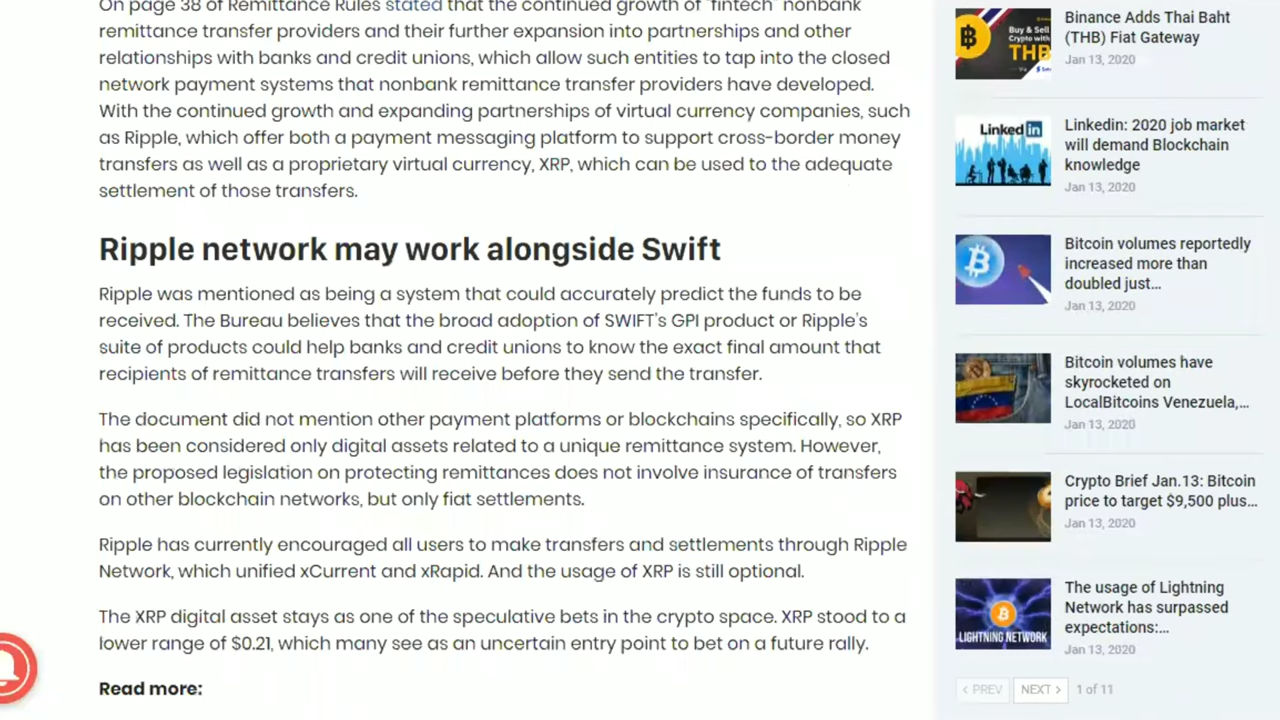 On page 38 of Remittance Rules stated that the continued growth of "fintech" nonbank
remittance transfer providers and their further expansion into partnerships and other
relationships with banks and credit unions, which allow such entities to tap into the closed
network payment systems that nonbank remittance transfer providers have developed.
With the continued growth and expanding partnerships of virtual currency companies, such
as Ripple, which offer both a payment messaging platform to support cross-border money
transfers as well as a proprietary virtual currency, XRP, which can be used to the adequate
settlement of those transfers.
Ripple network may work alongside Swift
Ripple was mentioned as being a system that could accurately predict the funds to be
received. The Bureau believes that the broad adoption of SWIFT's GPI product or Ripple's
suite of products could help banks and credit unions to know the exact final amount that
recipients of remittance transfers will receive before they send the transfer.
The document did not mention other payment platforms or blockchains specifically, so XRP
has been considered only digital assets related to a unique remittance system. However,
the proposed legislation on protecting remittances does not involve insurance of transfers
on other blockchain networks, but only fiat settlements.
Ripple has currently encouraged all users to make transfers and settlements through Ripple
Network, which unified xCurrent and xRapid. And the usage of XRP is still optional.
The XRP digital asset stays as one of the speculative bets in the crypto space. XRP stood to a
lower range of $0.21, which many see as an uncertain entry point to bet on a future rally.
Read more:
Buy & Sell
Crypto with
THB
Binance Adds Thai Baht
(THB) Fiat Gateway
Jan 13, 2020
Linked in
Linkedin: 2020 job market
will demand Blockchain
knowledge
Jan 13, 2020
Bitcoin volumes reportedly
increased more than
doubled just...
Jan 13, 2020
Bitcoin volumes have
skyrocketed on
LocalBitcoins Venezuela,...
Jan 13, 2020
Crypto Brief Jan.13: Bitcoin
price to target $9,500 plus...
Jan 13, 2020
LIGHTNING NETWORK
The usage of Lightning
Network has surpassed
expectations:...
Jan 13, 2020
< PREV
NEXT >
1 of 11